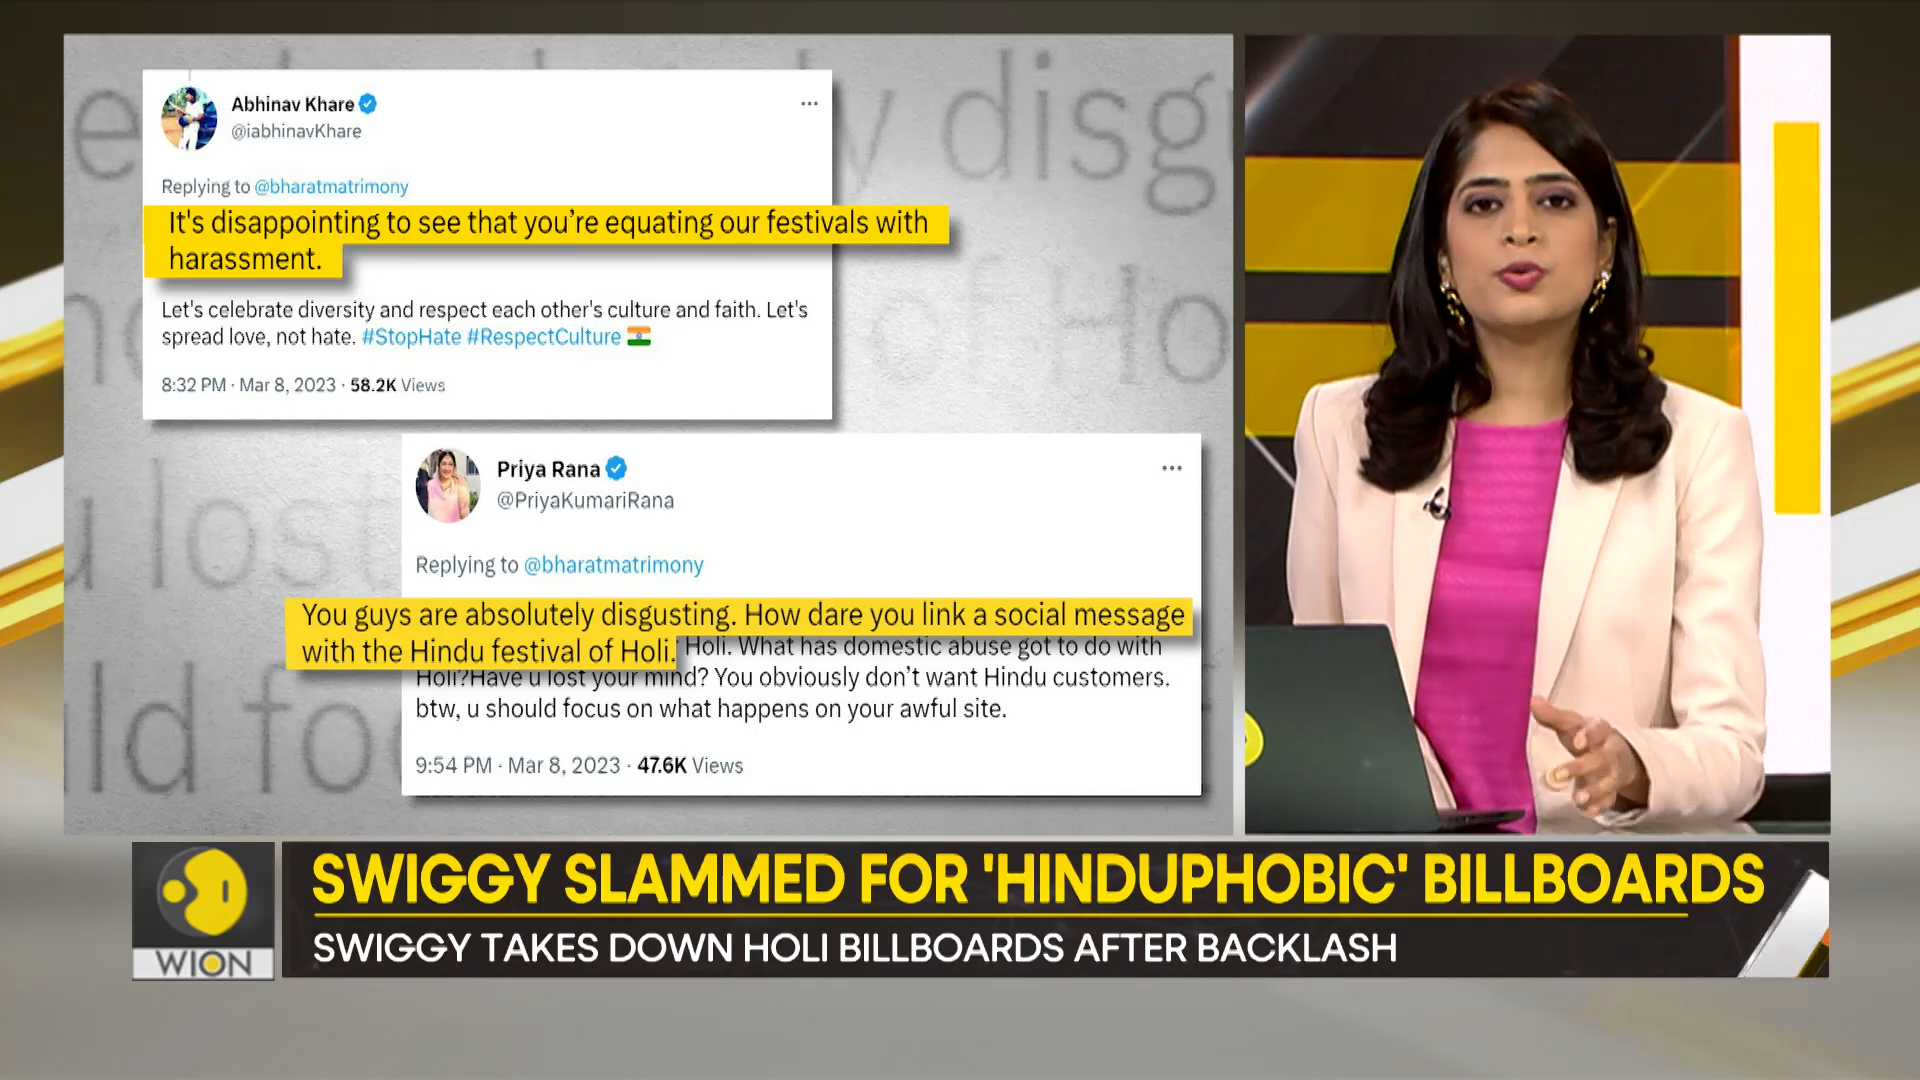 Abhinav Khare
@iabhinavKhare
Replying to @bharatmatrimony
It's disappointing to see that you're equating our festivals with
harassment.
Let's celebrate diversity and respect each other's culture and faith. Let's
spread love, not hate. #StopHate #RespectCulture 🇮🇳
8:32 PM · Mar 8, 2023 · 58.2K Views
Priya Rana
@PriyaKumariRana
Replying to @bharatmatrimony
You guys are absolutely disgusting. How dare you link a social message
with the Hindu festival of Holi.
Holi. What has domestic abuse got to do with
Holi?Have u lost your mind? You obviously don't want Hindu customers.
btw, u should focus on what happens on your awful site.
9:54 PM · Mar 8, 2023 · 47.6K Views
SWIGGY SLAMMED FOR 'HINDUPHOBIC' BILLBOARDS
SWIGGY TAKES DOWN HOLI BILLBOARDS AFTER BACKLASH
WION